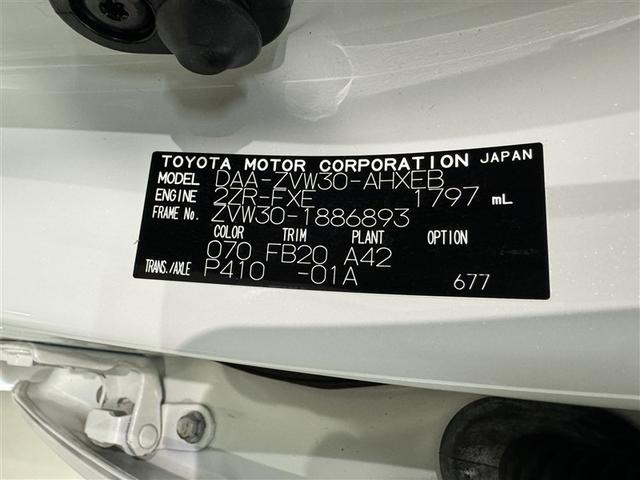 TOYOTA MOTOR CORPORATION JAPAN
MODEL DAA-ZVW30-AHXEB
ENGINE 2ZR-FXE 1797 mL
FRAME No. ZVW30-1886893
COLOR TRIM PLANT OPTION
070 FB20 A42
TRANS./AXLE P410 -01A 677